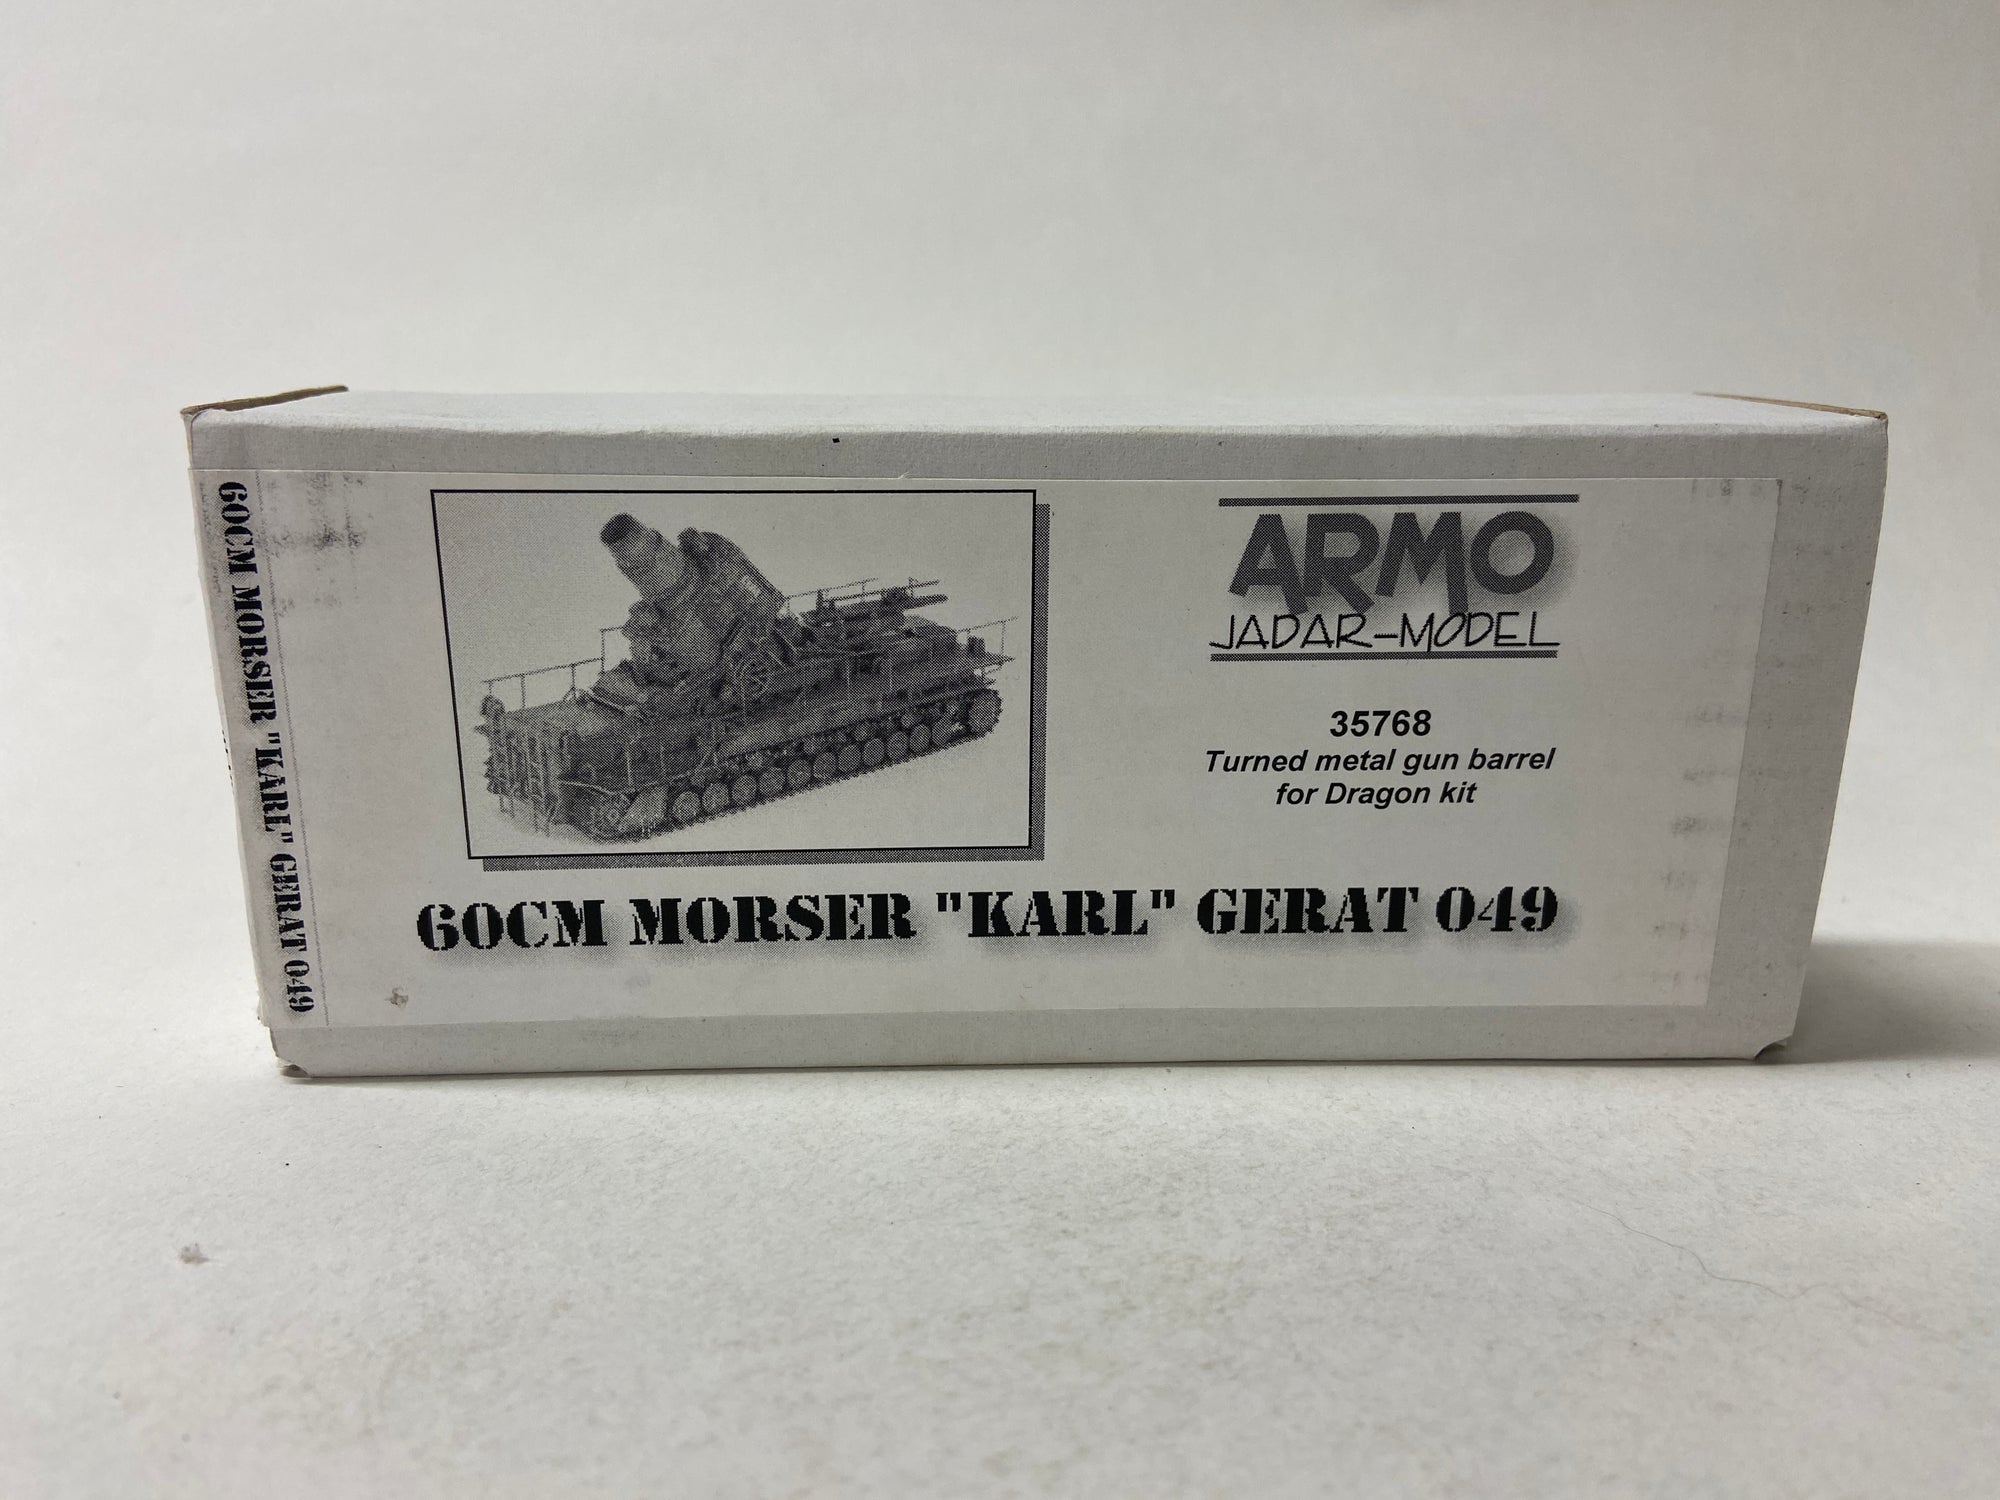 60CM MORSER "KARL" GERAT 049
ARMO
JADAR-MODEL
35768
Turned metal gun barrel
for Dragon kit
60CM MORSER "KARL" GERAT 049